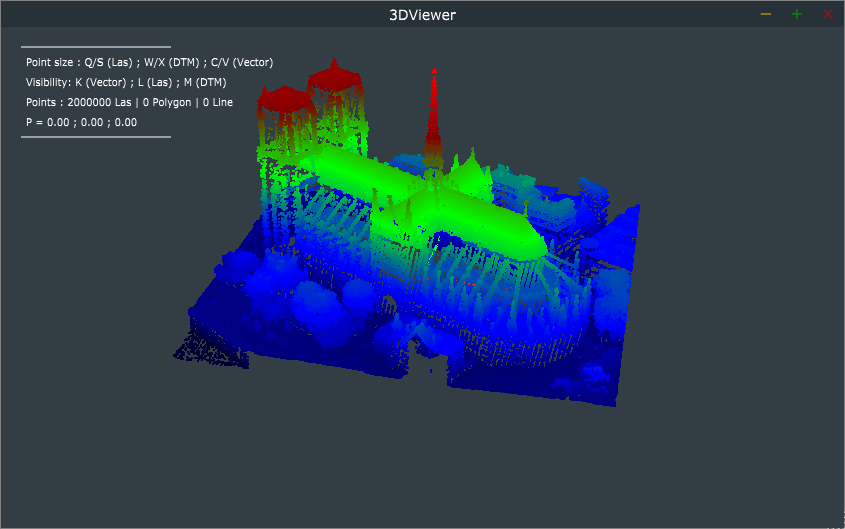 3DViewer
Point size : Q/S (Las) ; W/X (DTM) ; C/V (Vector)
Visibility: K (Vector) ; L (Las) ; M (DTM)
Points : 2000000 Las | 0 Polygon | 0 Line
P = 0.00 ; 0.00 ; 0.00